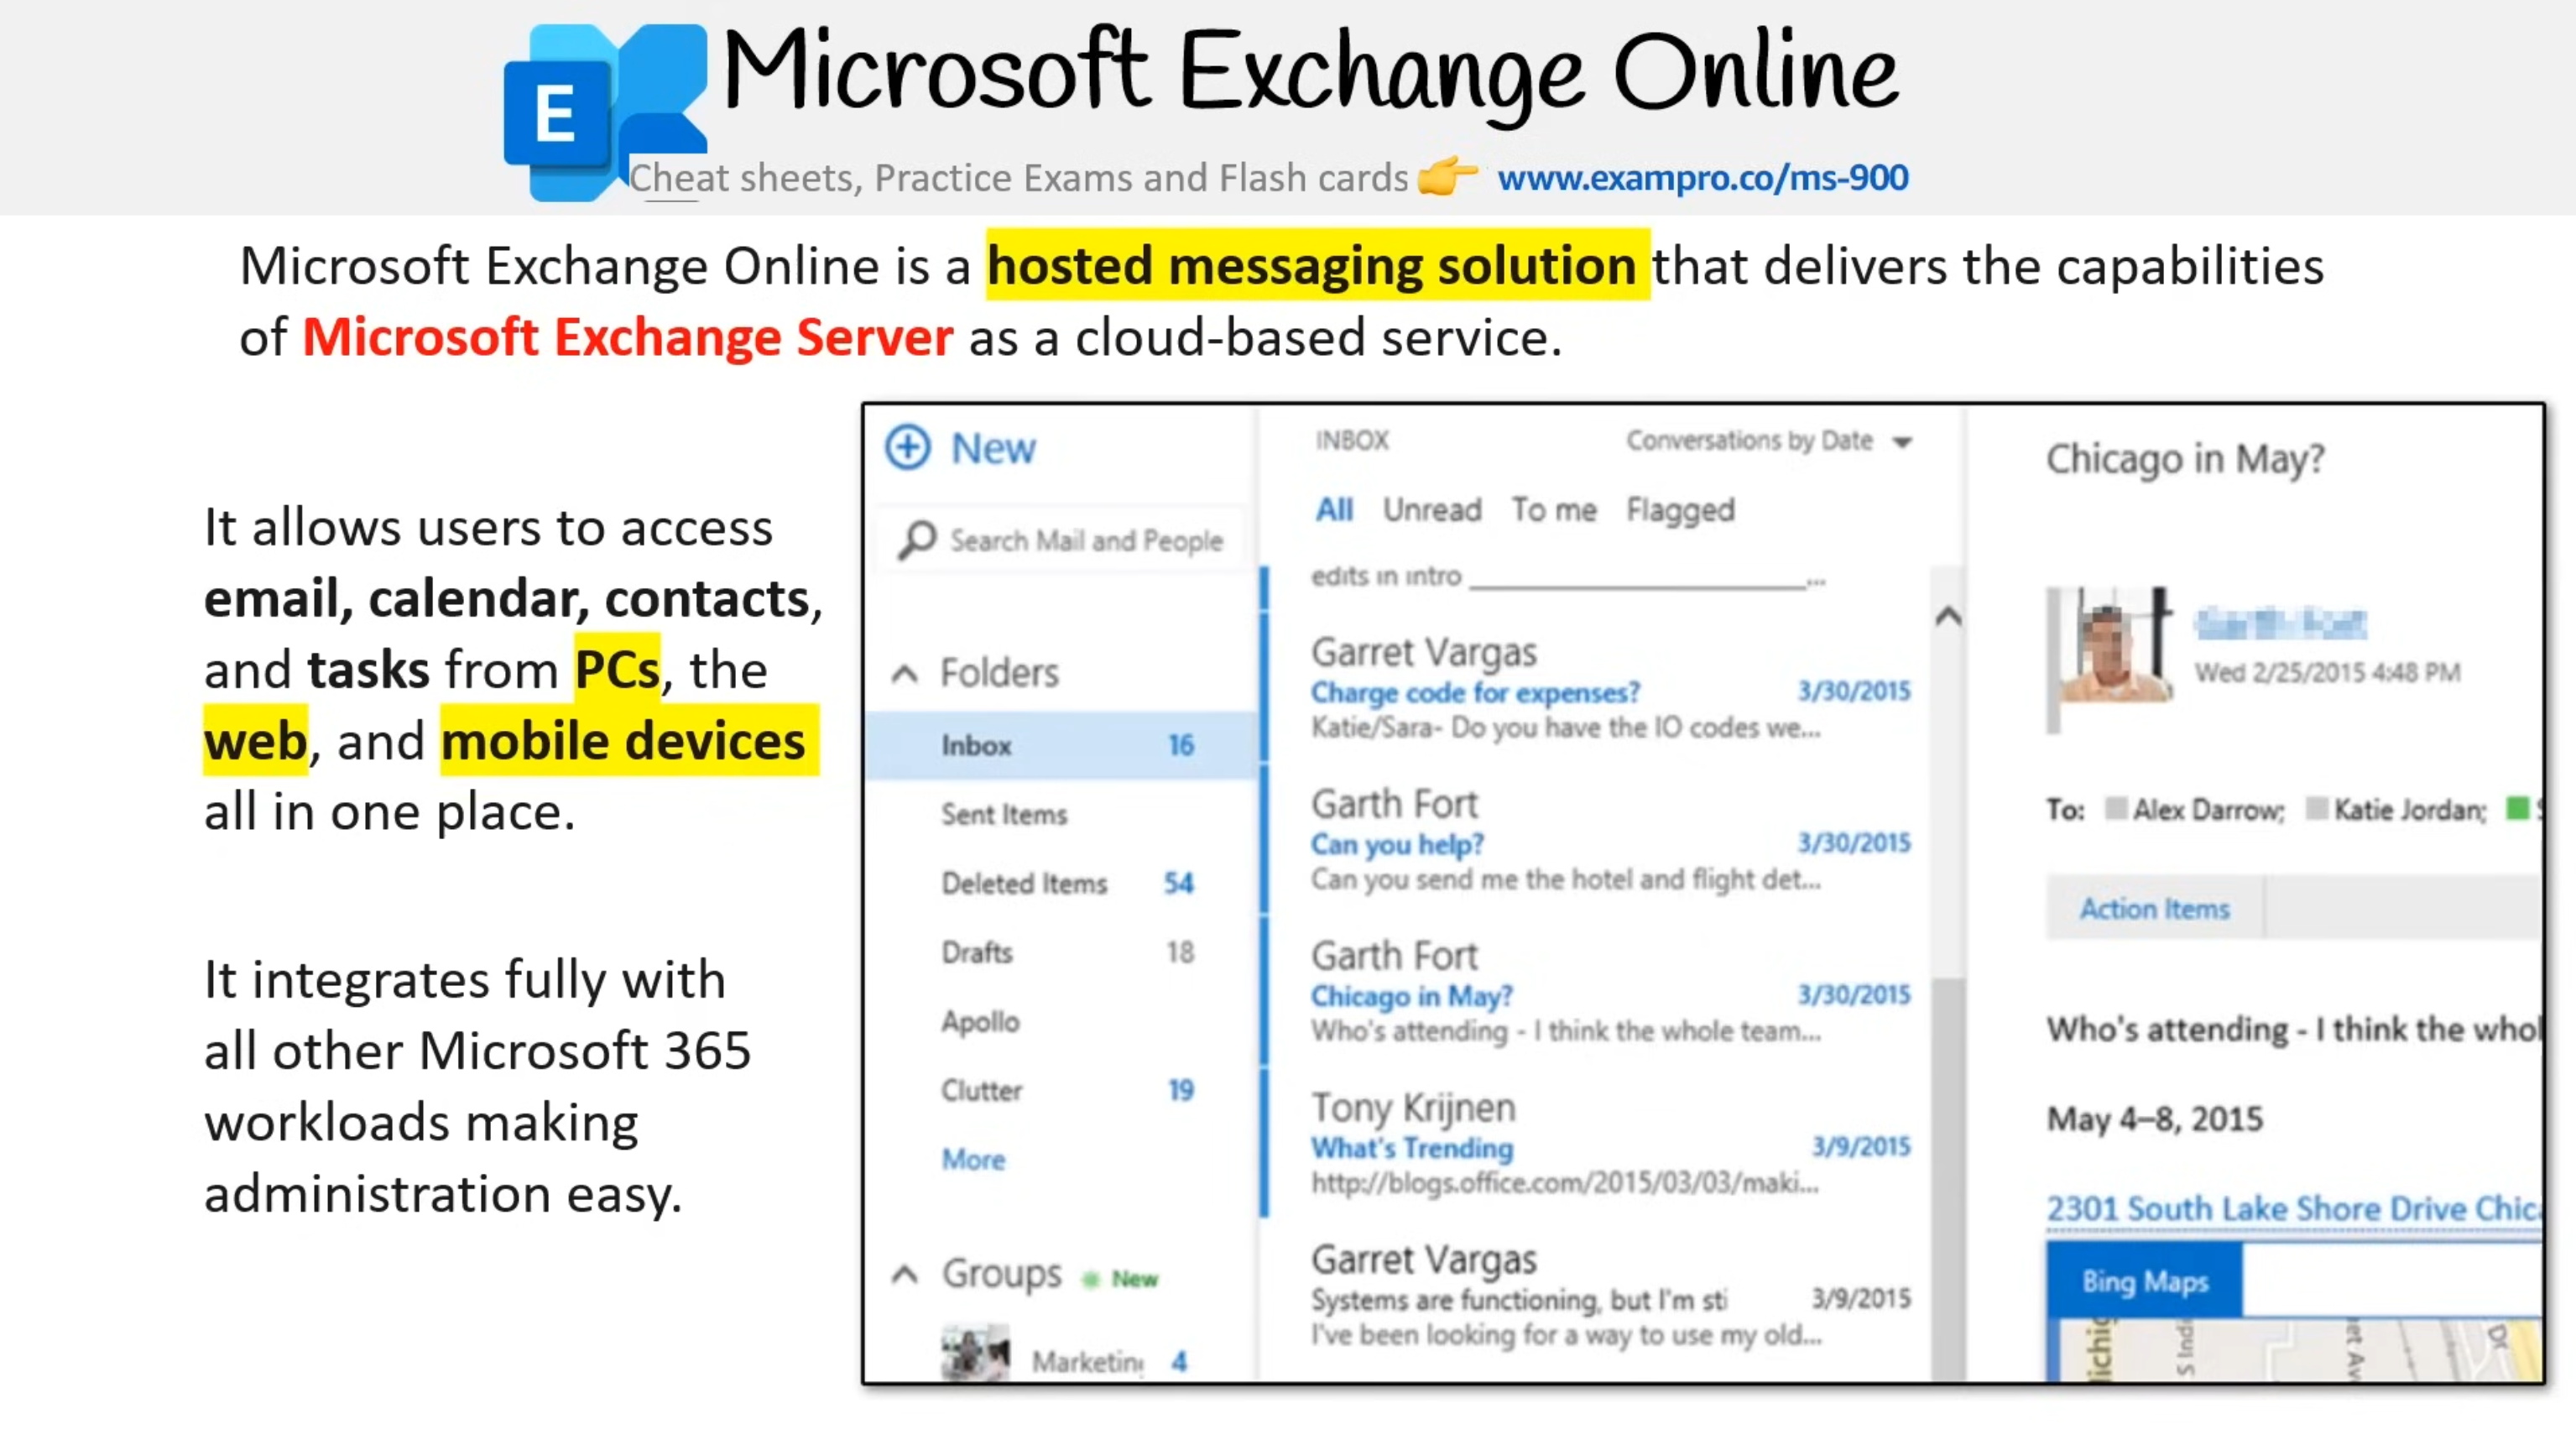 E
Microsoft Exchange Online
Cheat sheets, Practice Exams and Flash cards 👉 www.exampro.co/ms-900
Microsoft Exchange Online is a hosted messaging solution that delivers the capabilities
of Microsoft Exchange Server as a cloud-based service.
It allows users to access
email, calendar, contacts,
and tasks from PCs, the
web, and mobile devices
all in one place.
It integrates fully with
all other Microsoft 365
workloads making
administration easy.
New
Search Mail and People
Folders
Inbox 16
Sent Items
Deleted Items 54
Drafts 18
Apollo
Clutter 19
More
Groups New
Marketing 4
INBOX Conversations by Date
All Unread To me Flagged
edits in intro ...
Garret Vargas
Charge code for expenses? 3/30/2015
Katie/Sara- Do you have the IO codes we...
Garth Fort
Can you help? 3/30/2015
Can you send me the hotel and flight det...
Garth Fort
Chicago in May? 3/30/2015
Who's attending - I think the whole team...
Tony Krijnen
What's Trending 3/9/2015
http://blogs.office.com/2015/03/03/maki...
Garret Vargas
Systems are functioning, but I'm sti 3/9/2015
I've been looking for a way to use my old...
Chicago in May?
Wed 2/25/2015 4:48 PM
To: Alex Darrow; Katie Jordan;
Action Items
Who's attending - I think the whol
May 4–8, 2015
2301 South Lake Shore Drive Chic
Bing Maps